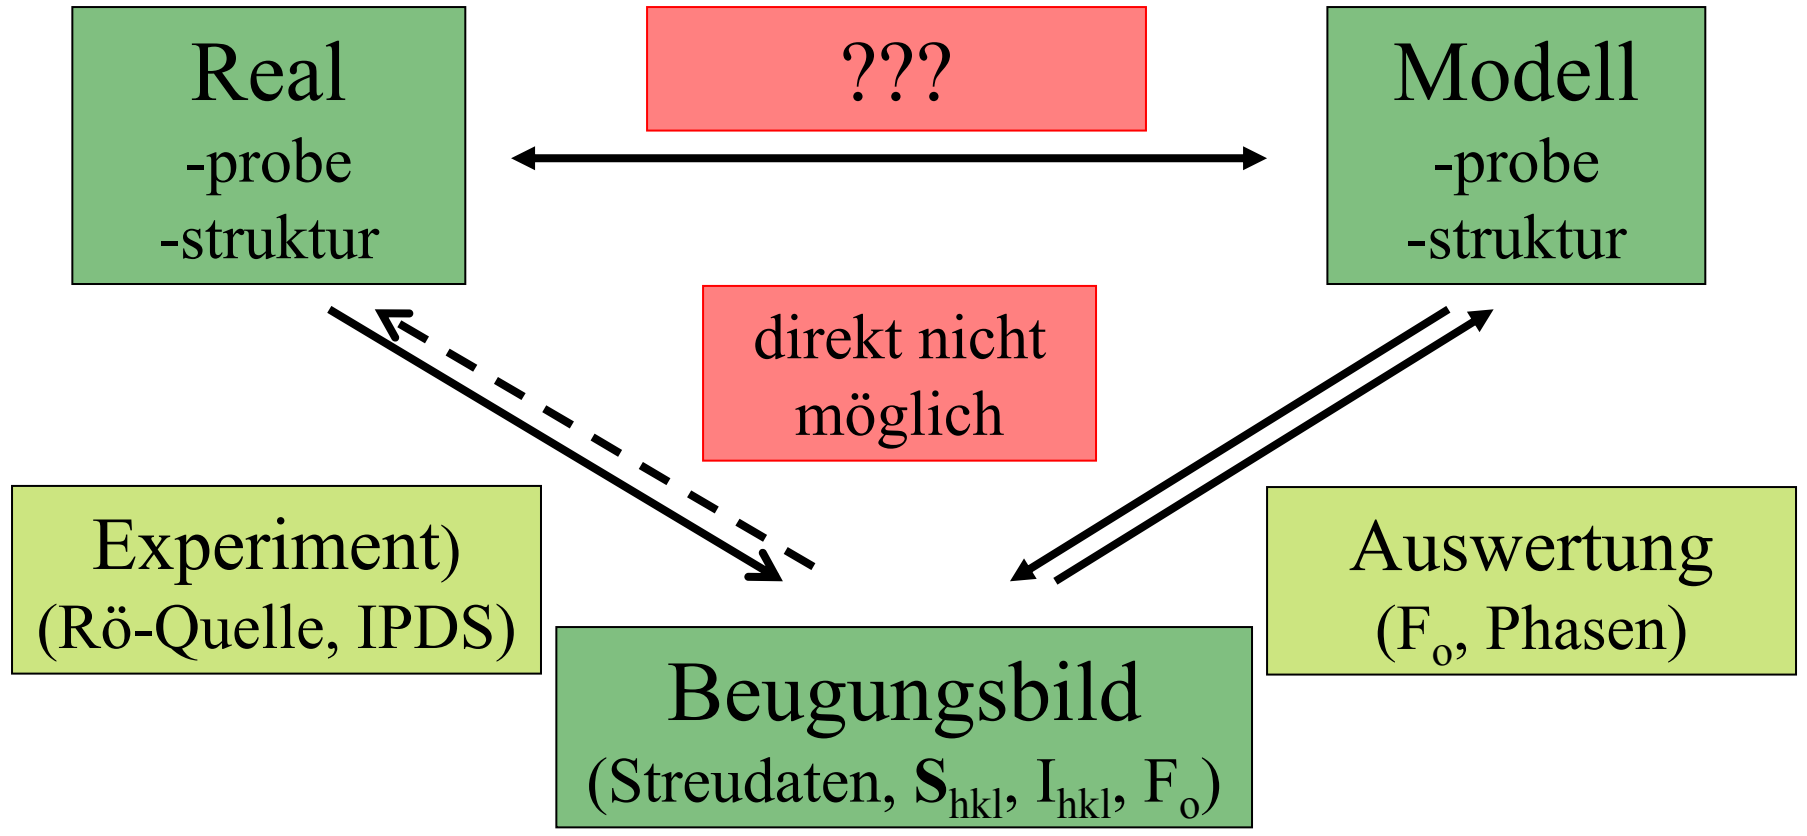 Real
-probe
-struktur
???
Modell
-probe
-struktur
direkt nicht
möglich
Experiment)
(Rö-Quelle, IPDS)
Auswertung
(Fo, Phasen)
Beugungsbild
(Streudaten, Shkl, Ihkl, Fo)